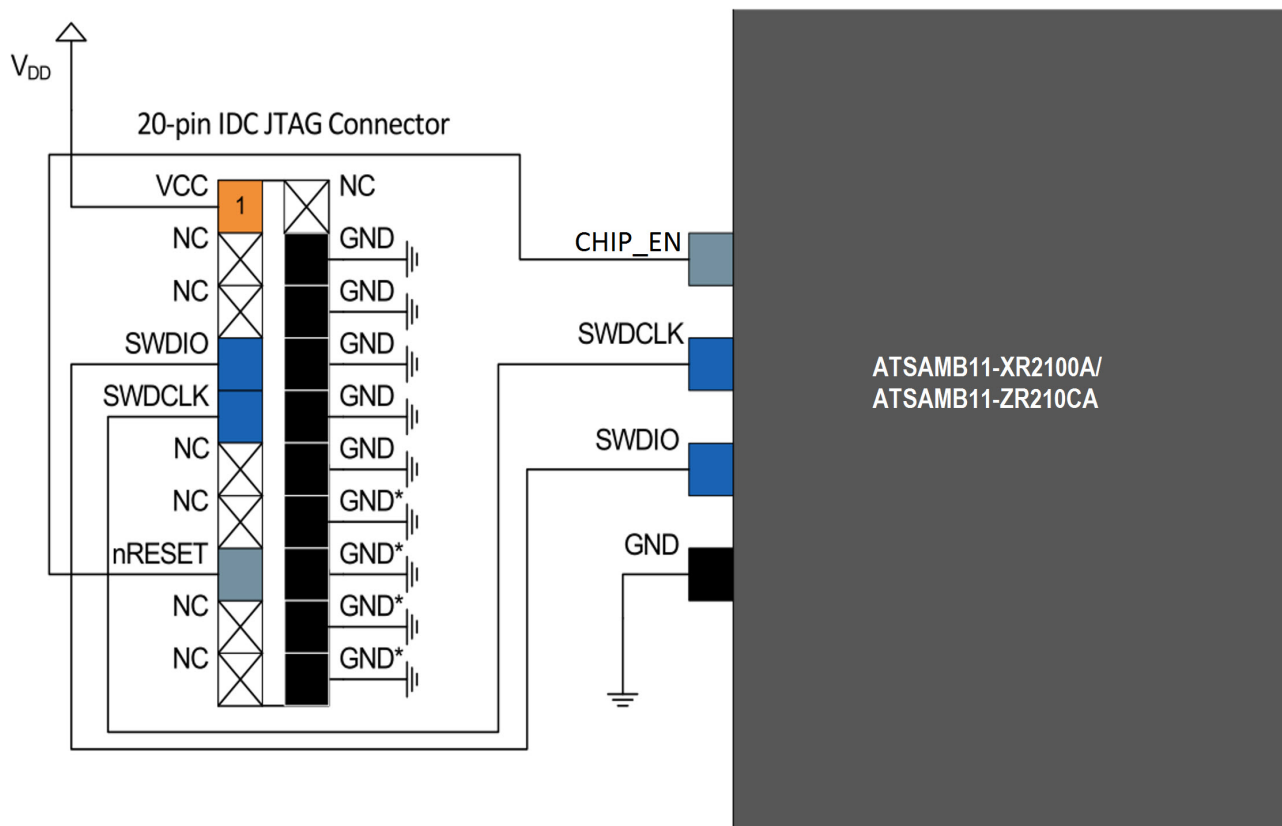 VDD
20-pin IDC JTAG Connector
VCC
1
NC
NC
GND
NC
GND
SWDIO
GND
SWDCLK
GND
NC
GND
NC
GND*
nRESET
GND*
NC
GND*
NC
GND*
CHIP_EN
SWDCLK
SWDIO
GND
ATSAMB11-XR2100A/
ATSAMB11-ZR210CA